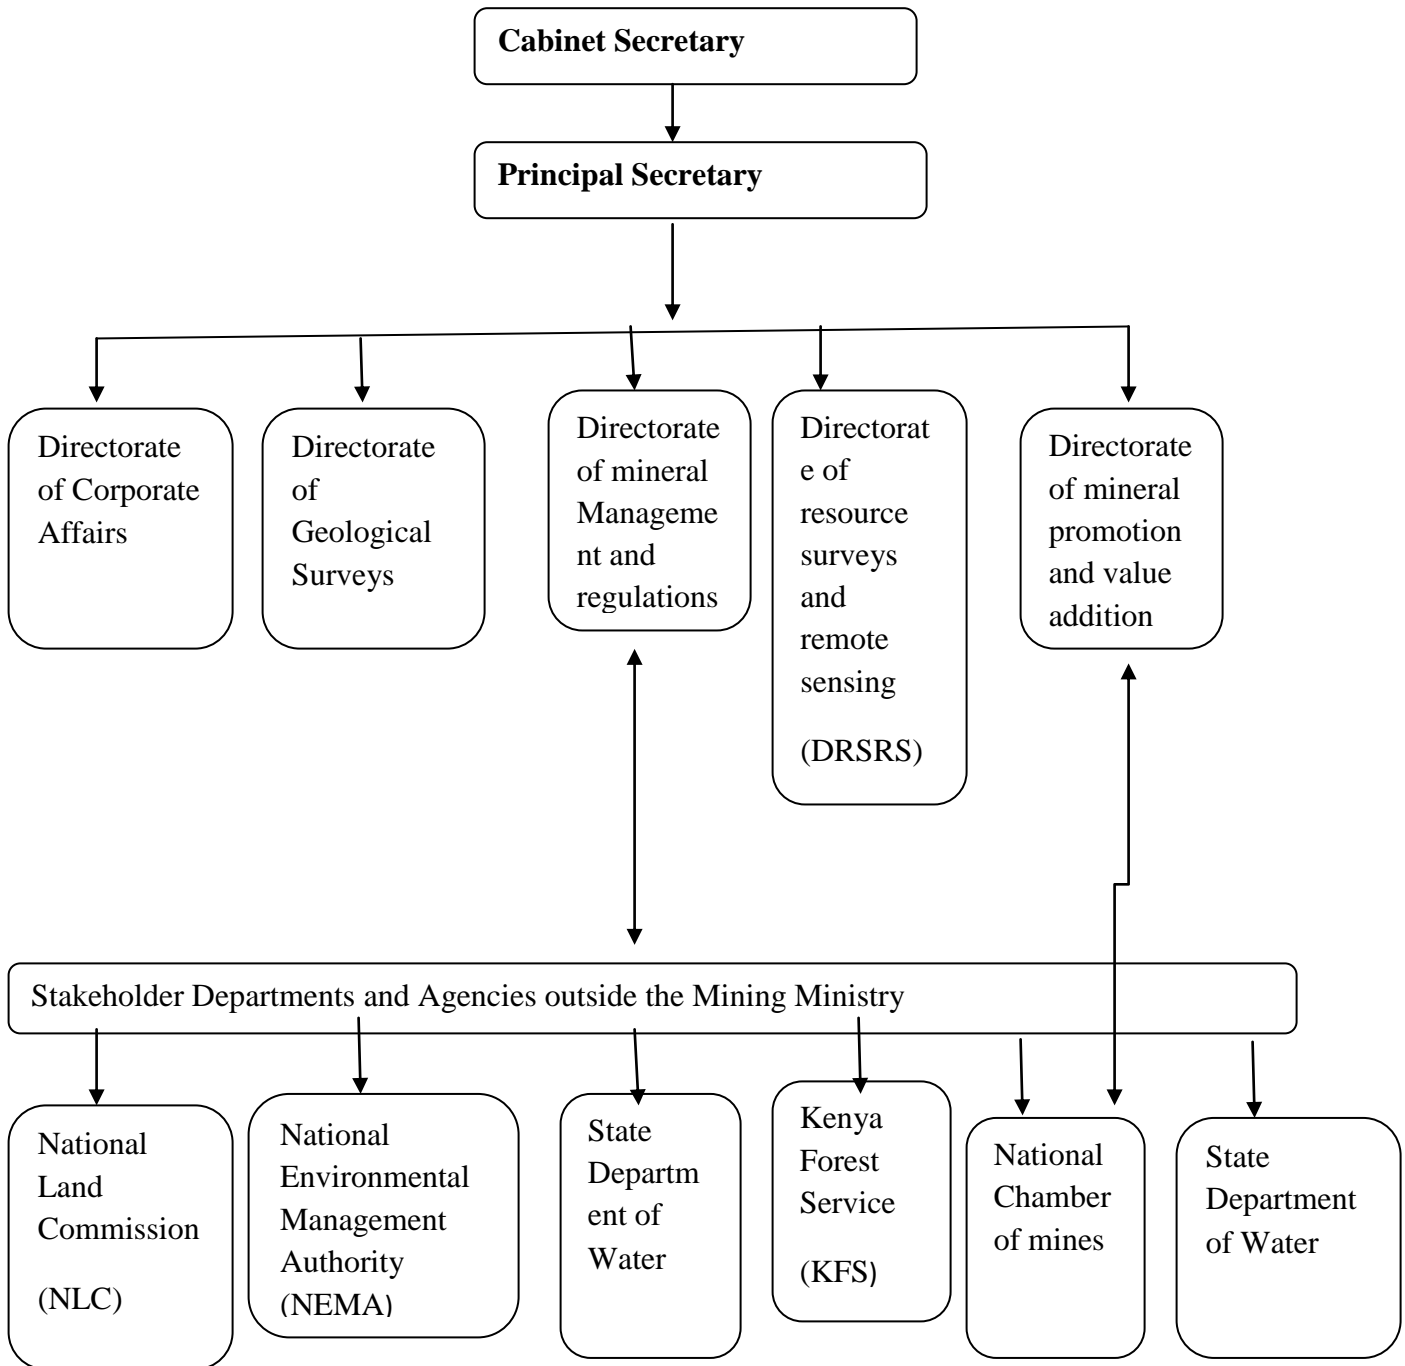 Cabinet Secretary
Principal Secretary
Directorate
of Corporate
Affairs
Directorate
of
Geological
Surveys
Directorate
of mineral
Manageme
nt and
regulations
Directorat
e of
resource
surveys
and
remote
sensing
(DRSRS)
Directorate
of mineral
promotion
and value
addition
Stakeholder Departments and Agencies outside the Mining Ministry
National
Land
Commission
(NLC)
National
Environmental
Management
Authority
(NEMA)
State
Departm
ent of
Water
Kenya
Forest
Service
(KFS)
National
Chamber
of mines
State
Department
of Water